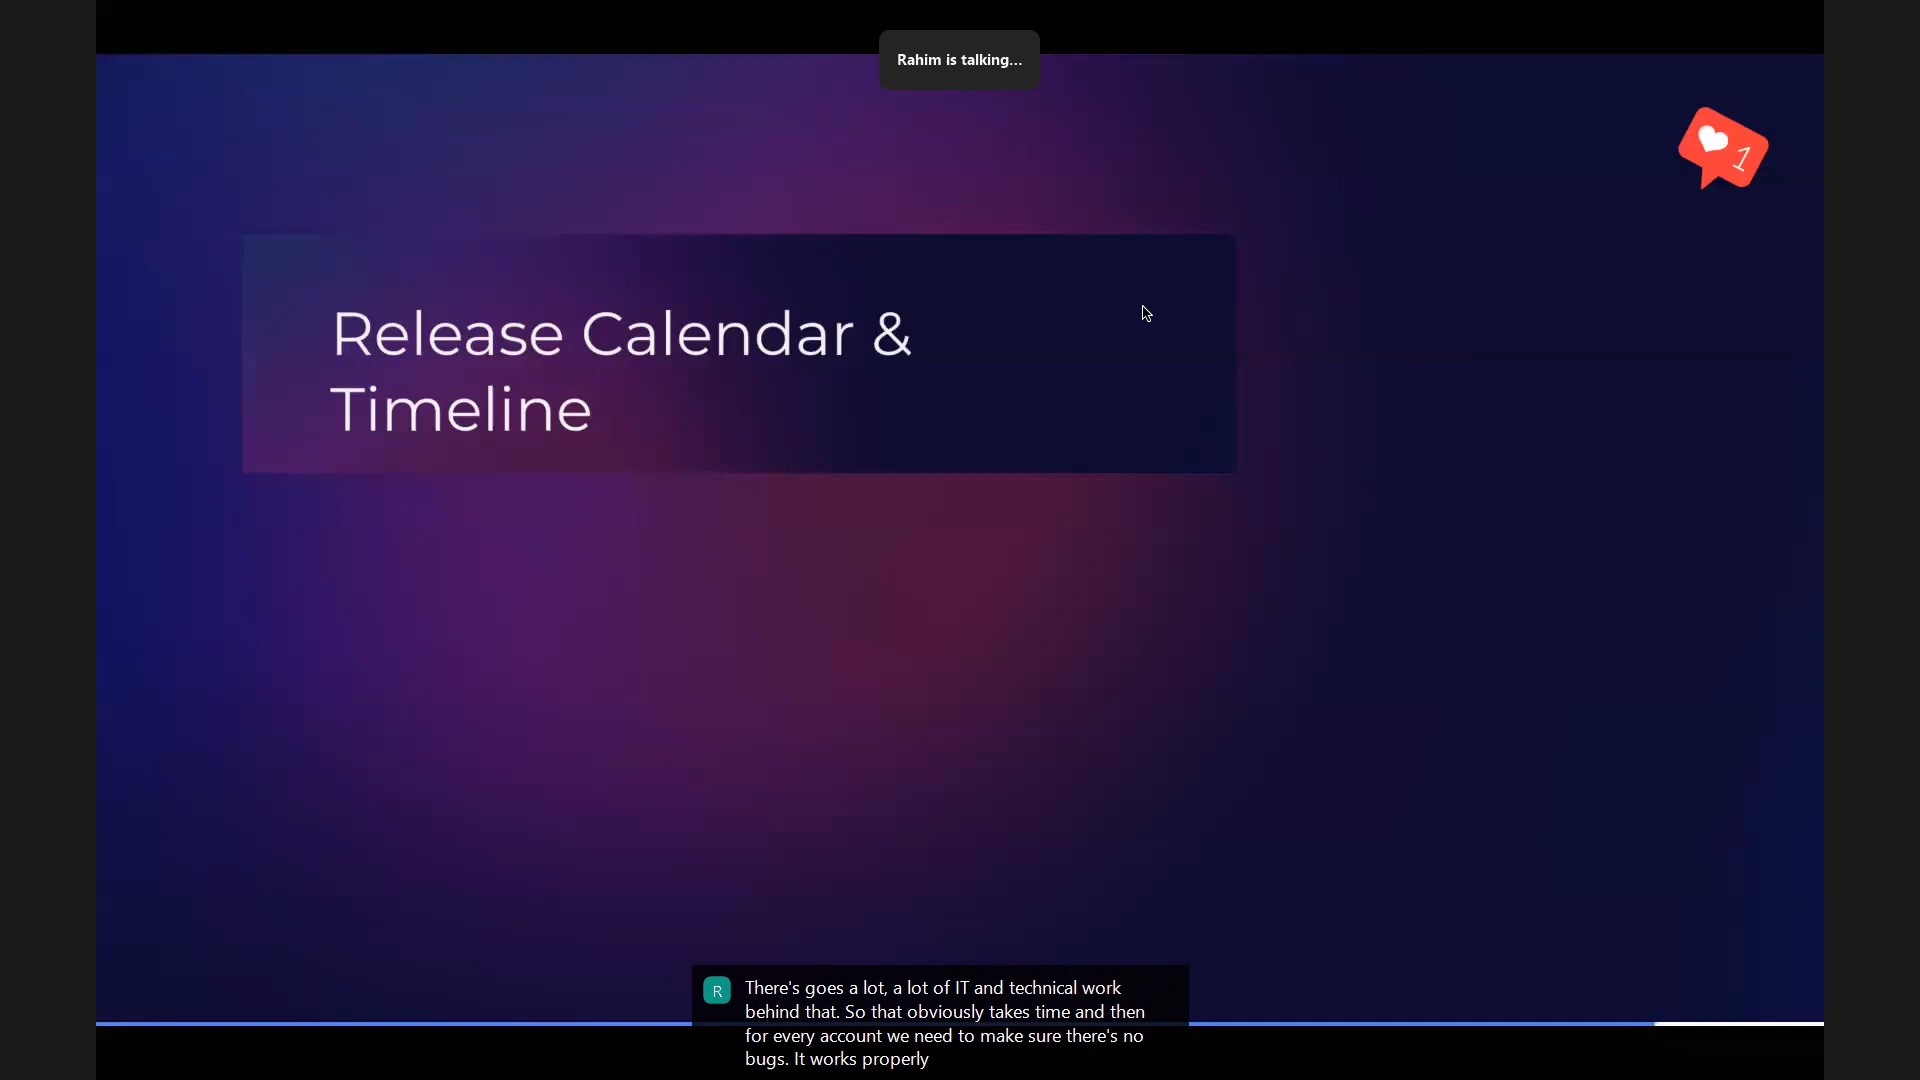 Rahim is talking...
1
Release Calendar &
Timeline
R
There's goes a lot, a lot of IT and technical work
behind that. So that obviously takes time and then
for every account we need to make sure there's no
bugs. It works properly